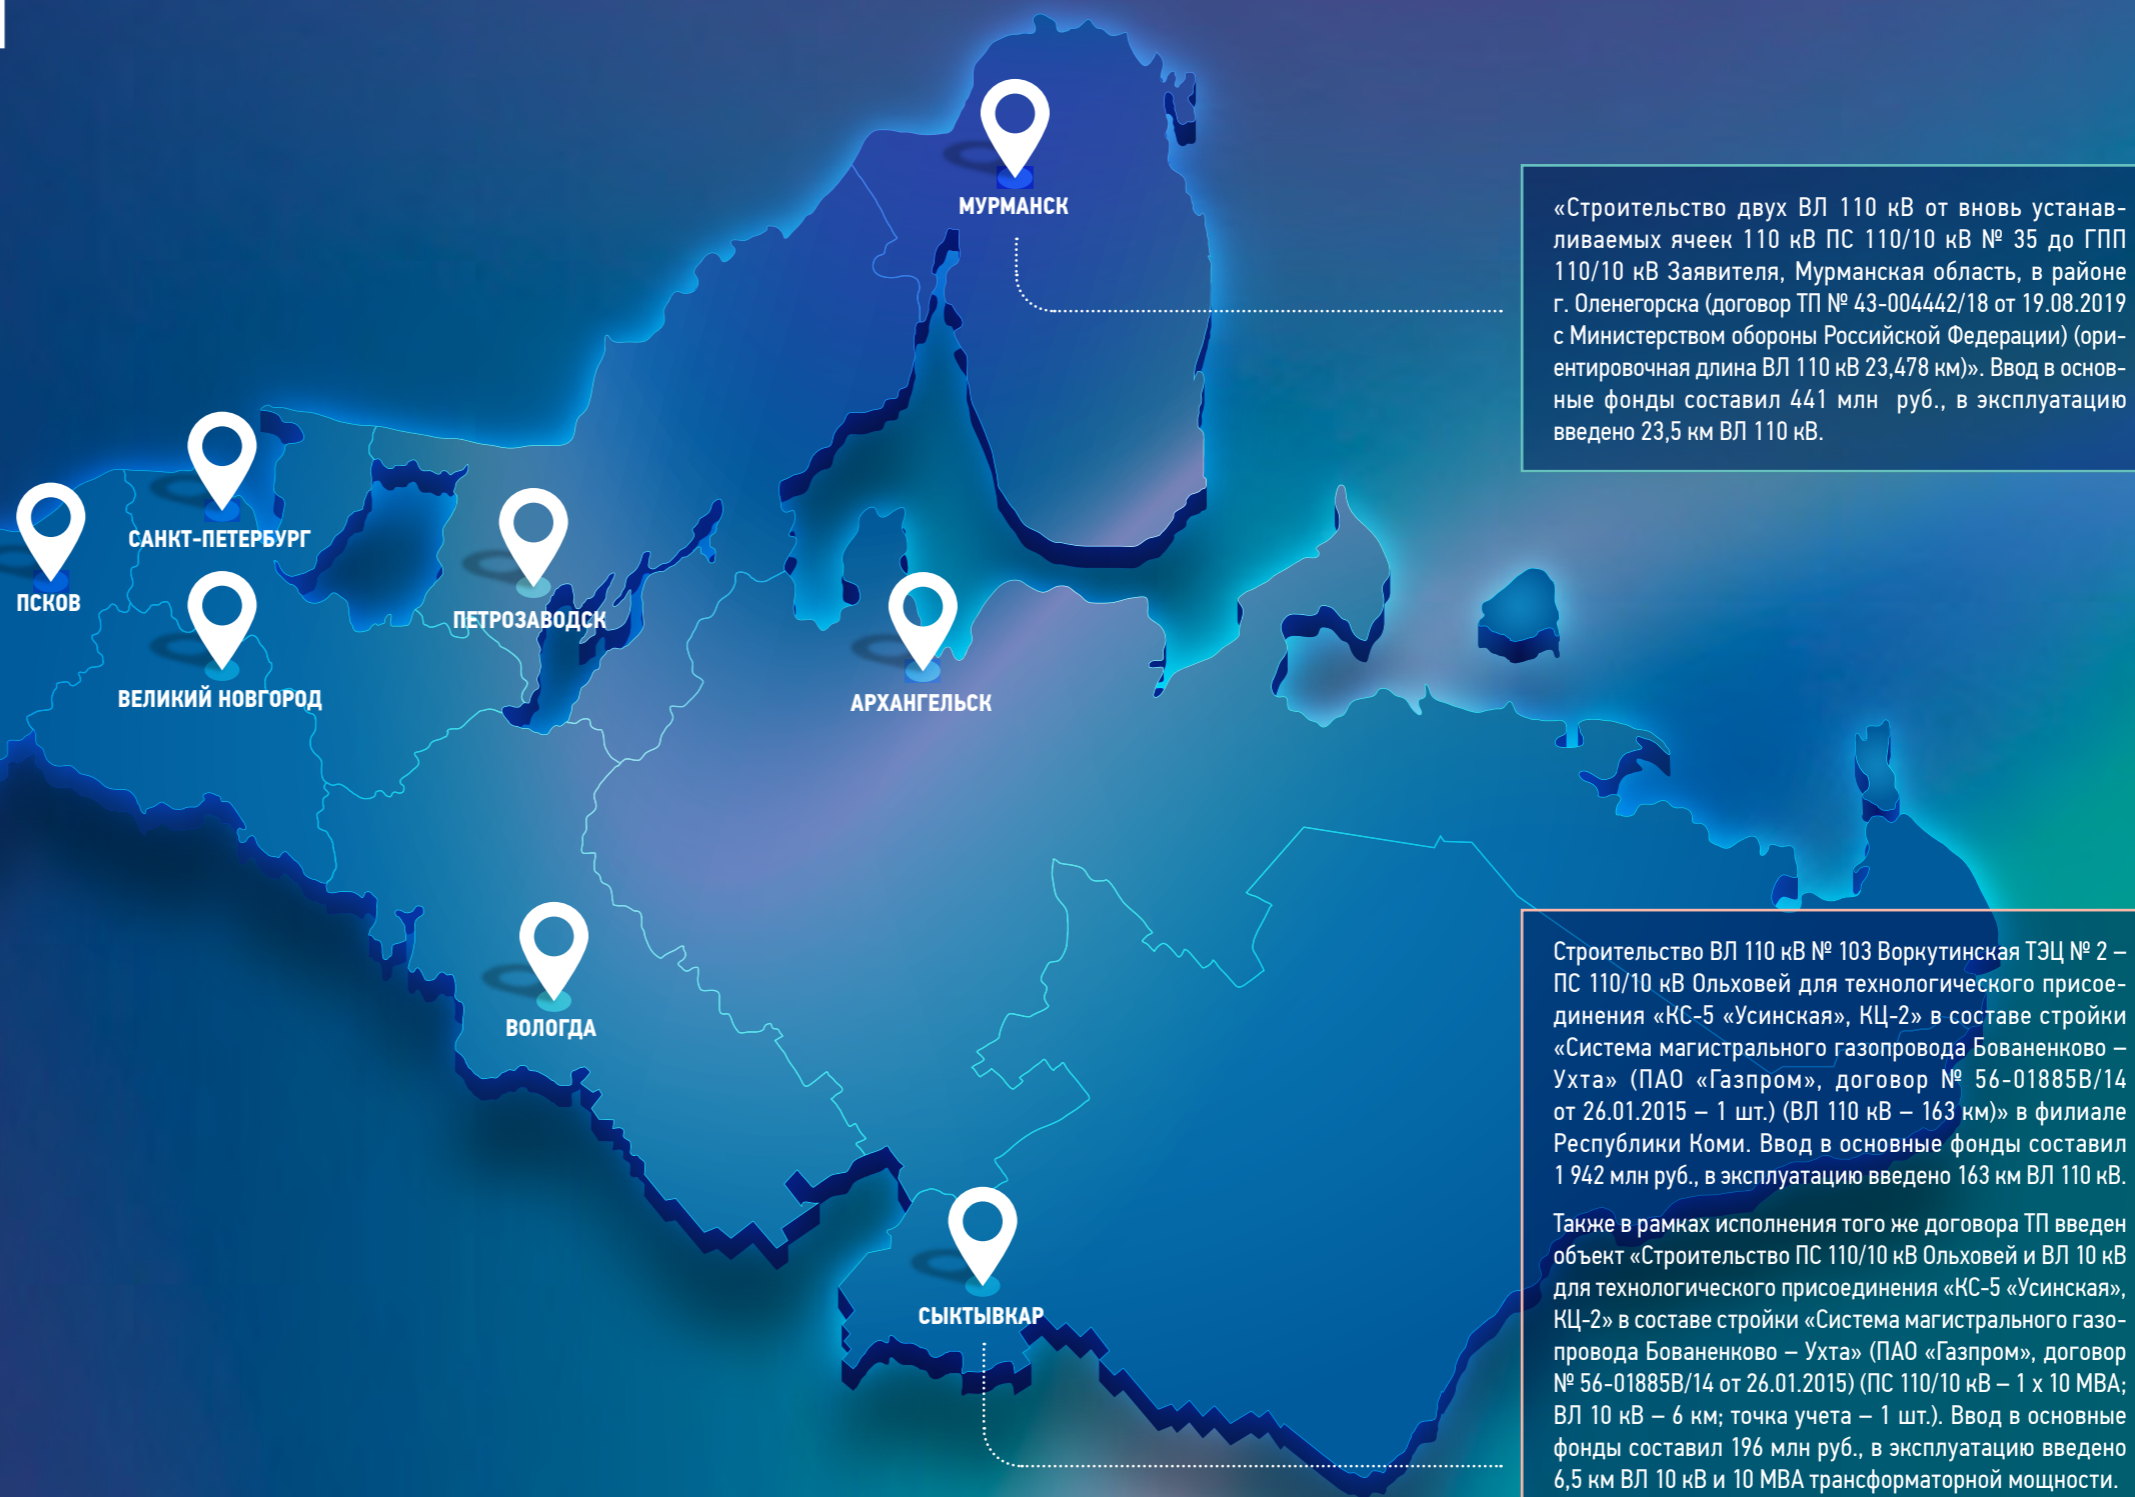 МУРМАНСК
«Строительство двух ВЛ 110 кВ от вновь устанав-
ливаемых ячеек 110 кВ ПС 110/10 кВ № 35 до ГПП
110/10 кВ Заявителя, Мурманская область, в районе
г. Оленегорска (договор ТП № 43-004442/18 от 19.08.2019
с Министерством обороны Российской Федерации) (ори-
ентировочная длина ВЛ 110 кВ 23,478 км)». Ввод в основ-
ные фонды составил 441 млн руб., в эксплуатацию
введено 23,5 км ВЛ 110 кВ.
САНКТ-ПЕТЕРБУРГ
ПСКОВ
ПЕТРОЗАВОДСК
ВЕЛИКИЙ НОВГОРОД
АРХАНГЕЛЬСК
ВОЛОГДА
СЫКТЫВКАР
Строительство ВЛ 110 кВ № 103 Воркутинская ТЭЦ № 2 –
ПС 110/10 кВ Ольховей для технологического присое-
динения «КС-5 «Усинская», КЦ-2» в составе стройки
«Система магистрального газопровода Бованенково –
Ухта» (ПАО «Газпром», договор № 56-01885В/14
от 26.01.2015 – 1 шт.) (ВЛ 110 кВ – 163 км)» в филиале
Республики Коми. Ввод в основные фонды составил
1 942 млн руб., в эксплуатацию введено 163 км ВЛ 110 кВ.
Также в рамках исполнения того же договора ТП введен
объект «Строительство ПС 110/10 кВ Ольховей и ВЛ 10 кВ
для технологического присоединения «КС-5 «Усинская»,
КЦ-2» в составе стройки «Система магистрального газо-
провода Бованенково – Ухта» (ПАО «Газпром», договор
№ 56-01885В/14 от 26.01.2015) (ПС 110/10 кВ – 1 х 10 МВА;
ВЛ 10 кВ – 6 км; точка учета – 1 шт.). Ввод в основные
фонды составил 196 млн руб., в эксплуатацию введено
6,5 км ВЛ 10 кВ и 10 МВА трансформаторной мощности.